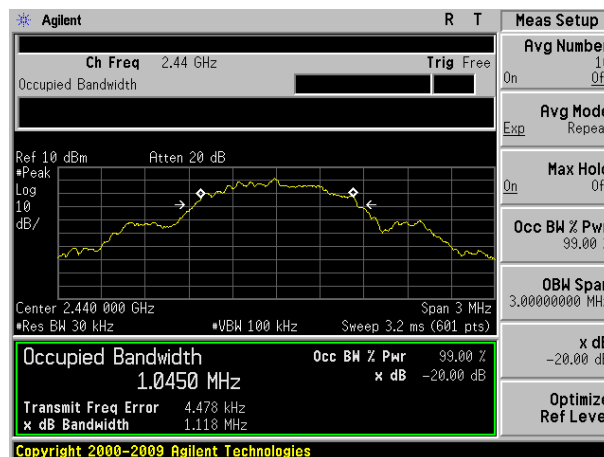 Agilent R T Meas Setup
Ch Freq 2.44 GHz Trig Free
Occupied Bandwidth
Ref 10 dBm Atten 20 dB
#Peak
Log
10
dB/
Center 2.440 000 GHz Span 3 MHz
#Res BW 30 kHz #VBW 100 kHz Sweep 3.2 ms (601 pts)
Occupied Bandwidth Occ BW % Pwr 99.00 %
1.0450 MHz x dB -20.00 dB
Transmit Freq Error 4.478 kHz
x dB Bandwidth 1.118 MHz
Copyright 2000-2009 Agilent Technologies
Avg Number
10
On Of
Avg Mode
Exp Repea
Max Hold
On Of
Occ BW % Pwr
99.00 %
OBW Span
3.00000000 MH
x dB
-20.00 dB
Optimize
Ref Leve